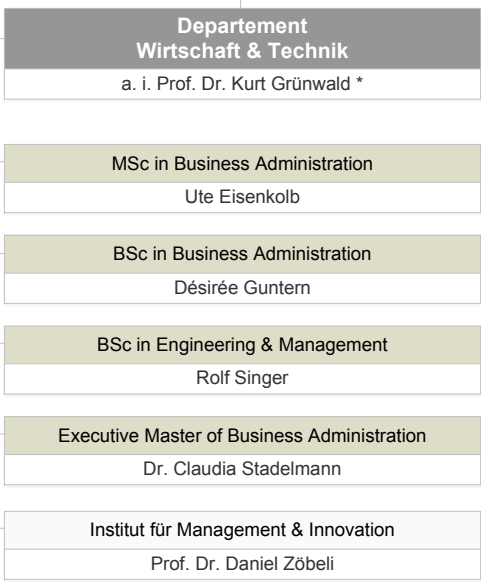 Departement
Wirtschaft & Technik
a. i. Prof. Dr. Kurt Grünwald *
MSc in Business Administration
Ute Eisenkolb
BSc in Business Administration
Désirée Guntern
BSc in Engineering & Management
Rolf Singer
Executive Master of Business Administration
Dr. Claudia Stadelmann
Institut für Management & Innovation
Prof. Dr. Daniel Zöbeli